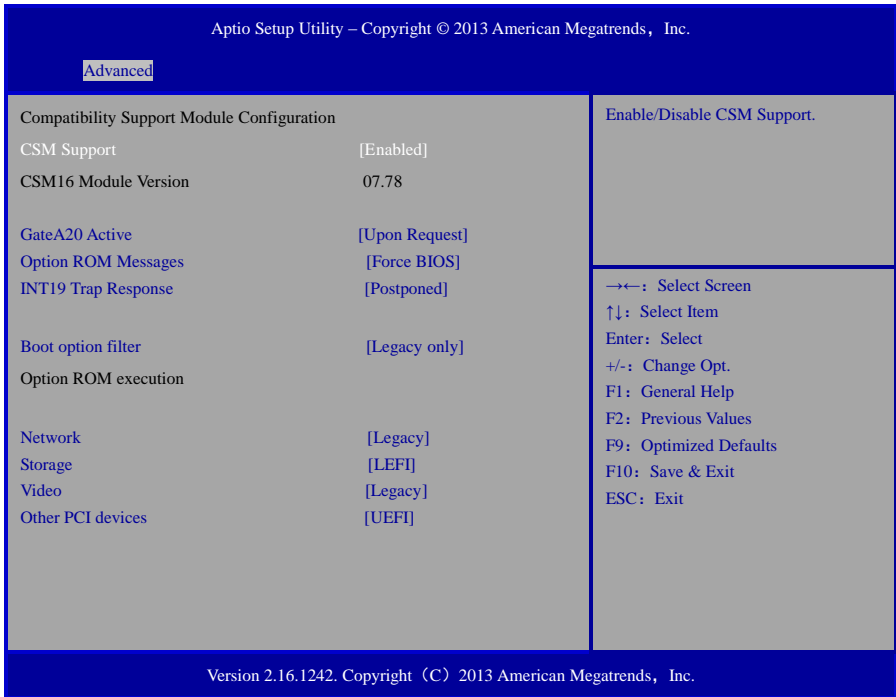 Aptio Setup Utility – Copyright © 2013 American Megatrends，Inc.
Advanced
Compatibility Support Module Configuration
CSM Support [Enabled]
CSM16 Module Version 07.78
GateA20 Active [Upon Request]
Option ROM Messages [Force BIOS]
INT19 Trap Response [Postponed]
Boot option filter [Legacy only]
Option ROM execution
Network [Legacy]
Storage [LEFI]
Video [Legacy]
Other PCI devices [UEFI]
Enable/Disable CSM Support.
→←：Select Screen
↑↓：Select Item
Enter：Select
+/-：Change Opt.
F1：General Help
F2：Previous Values
F9：Optimized Defaults
F10：Save & Exit
ESC：Exit
Version 2.16.1242. Copyright（C）2013 American Megatrends，Inc.